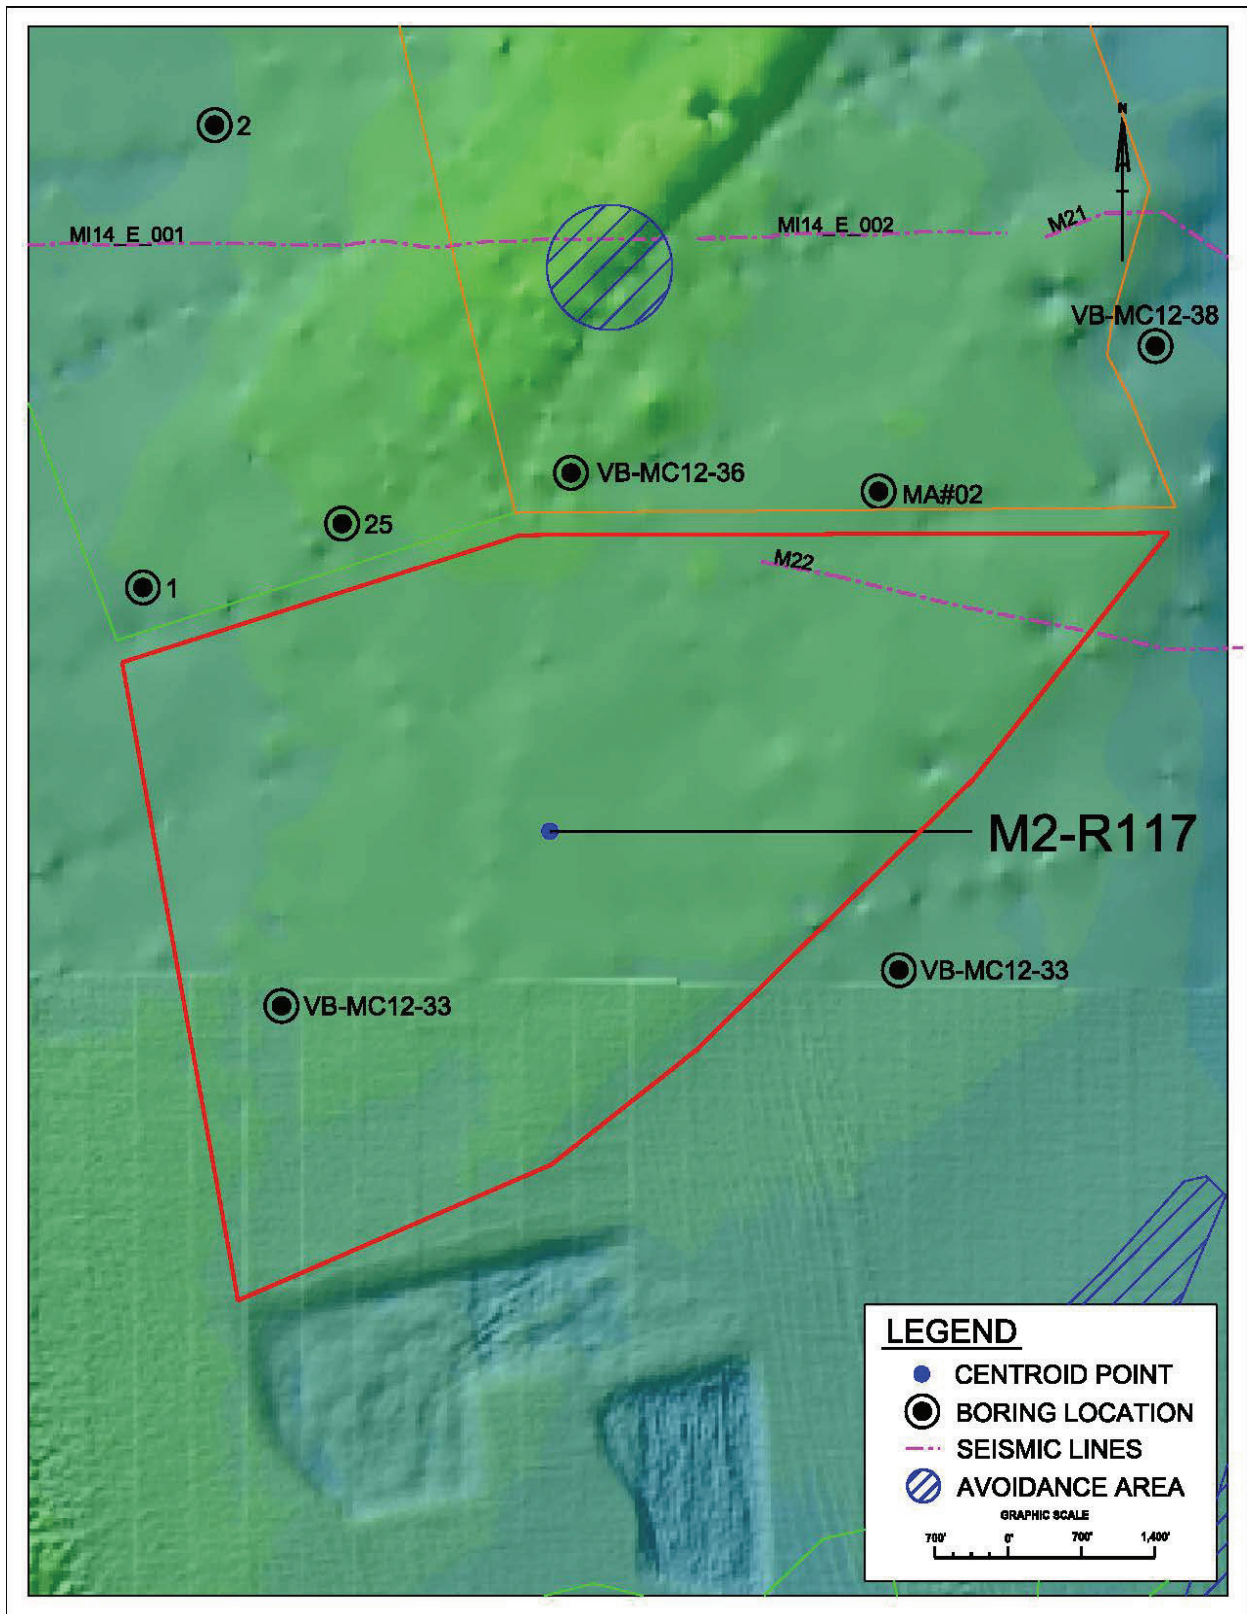 N
2
MI14_E_001
MI14_E_002
M21
VB-MC12-38
VB-MC12-36
MA#02
25
M22
1
M2-R117
VB-MC12-33
VB-MC12-33
LEGEND
CENTROID POINT
BORING LOCATION
SEISMIC LINES
AVOIDANCE AREA
GRAPHIC SCALE
700' 0' 700' 1,400'